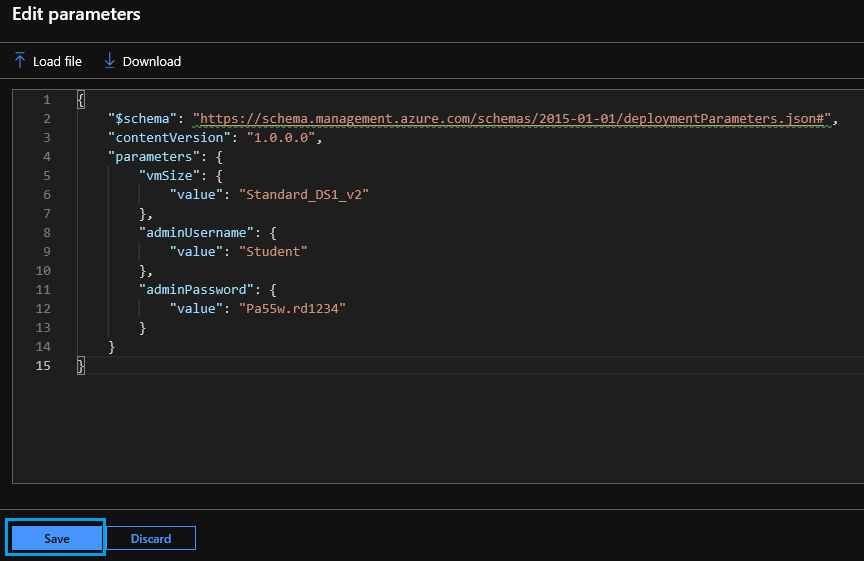 Edit parameters
Load file Download
1 {
2 "$schema": "https://schema.management.azure.com/schemas/2015-01-01/deploymentParameters.json#",
3 "contentVersion": "1.0.0.0",
4 "parameters": {
5 "vmSize": {
6 "value": "Standard_DS1_v2"
7 },
8 "adminUsername": {
9 "value": "Student"
10 },
11 "adminPassword": {
12 "value": "Pa55w.rd1234"
13 }
14 }
15 }
Save Discard